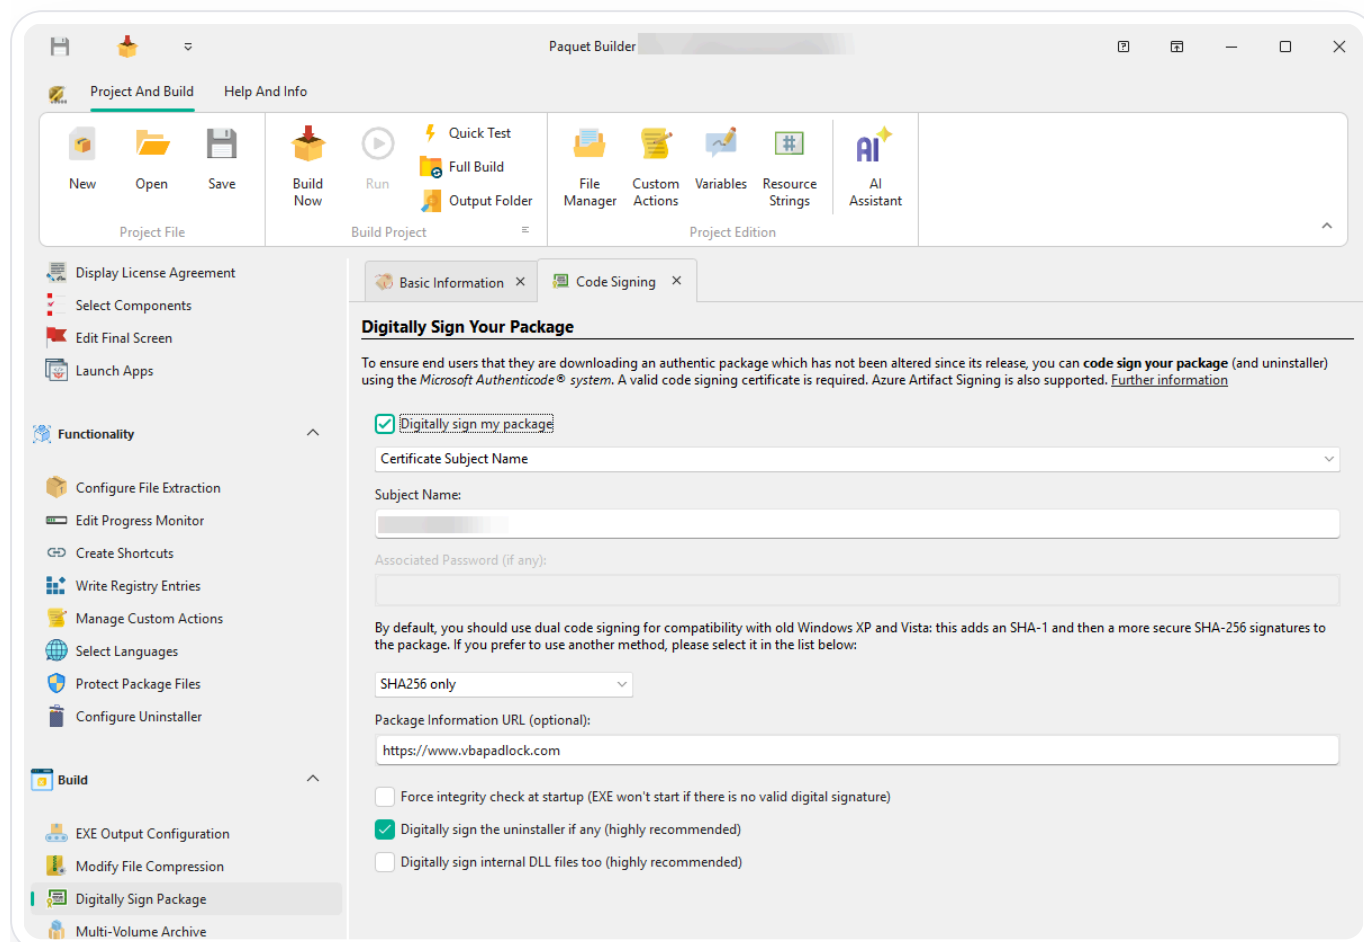 Paquet Builder
Project And Build
Help And Info
New
Open
Save
Project File
Build Now
Run
Quick Test
Full Build
Output Folder
Build Project
File Manager
Custom Actions
Variables
Resource Strings
AI
AI Assistant
Project Edition
Display License Agreement
Select Components
Edit Final Screen
Launch Apps
Functionality
Configure File Extraction
Edit Progress Monitor
Create Shortcuts
Write Registry Entries
Manage Custom Actions
Select Languages
Protect Package Files
Configure Uninstaller
Build
EXE Output Configuration
Modify File Compression
Digitally Sign Package
Multi-Volume Archive
Basic Information
Code Signing
Digitally Sign Your Package
To ensure end users that they are downloading an authentic package which has not been altered since its release, you can code sign your package (and uninstaller)
using the Microsoft Authenticode® system. A valid code signing certificate is required. Azure Artifact Signing is also supported. Further information
Digitally sign my package
Certificate Subject Name
Subject Name:
Associated Password (if any):
By default, you should use dual code signing for compatibility with old Windows XP and Vista: this adds an SHA-1 and then a more secure SHA-256 signatures to
the package. If you prefer to use another method, please select it in the list below:
SHA256 only
Package Information URL (optional):
https://www.vbapadlock.com
Force integrity check at startup (EXE won't start if there is no valid digital signature)
Digitally sign the uninstaller if any (highly recommended)
Digitally sign internal DLL files too (highly recommended)